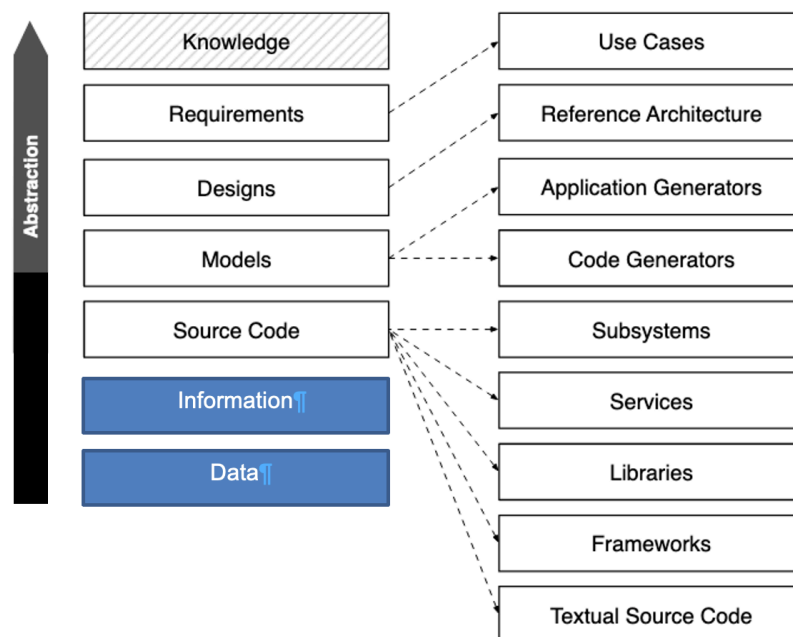 Abstraction
Knowledge
Requirements
Designs
Models
Source Code
Information¶
Data¶
Use Cases
Reference Architecture
Application Generators
Code Generators
Subsystems
Services
Libraries
Frameworks
Textual Source Code